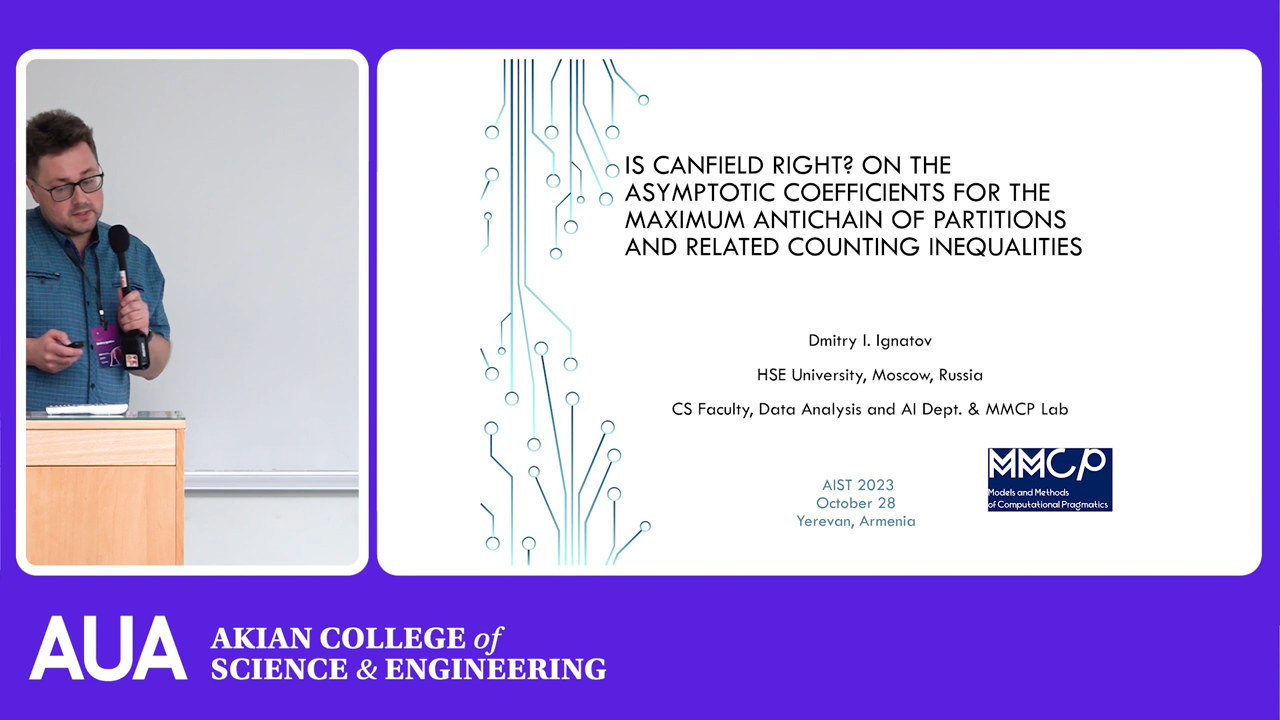 IS CANFIELD RIGHT? ON THE
ASYMPTOTIC COEFFICIENTS FOR THE
MAXIMUM ANTICHAIN OF PARTITIONS
AND RELATED COUNTING INEQUALITIES
Dmitry I. Ignatov
HSE University, Moscow, Russia
CS Faculty, Data Analysis and AI Dept. & MMCP Lab
MMCP
Models and Methods
of Computational Pragmatics
AIST 2023
October 28
Yerevan, Armenia
AUA
AKIAN COLLEGE of
SCIENCE & ENGINEERING